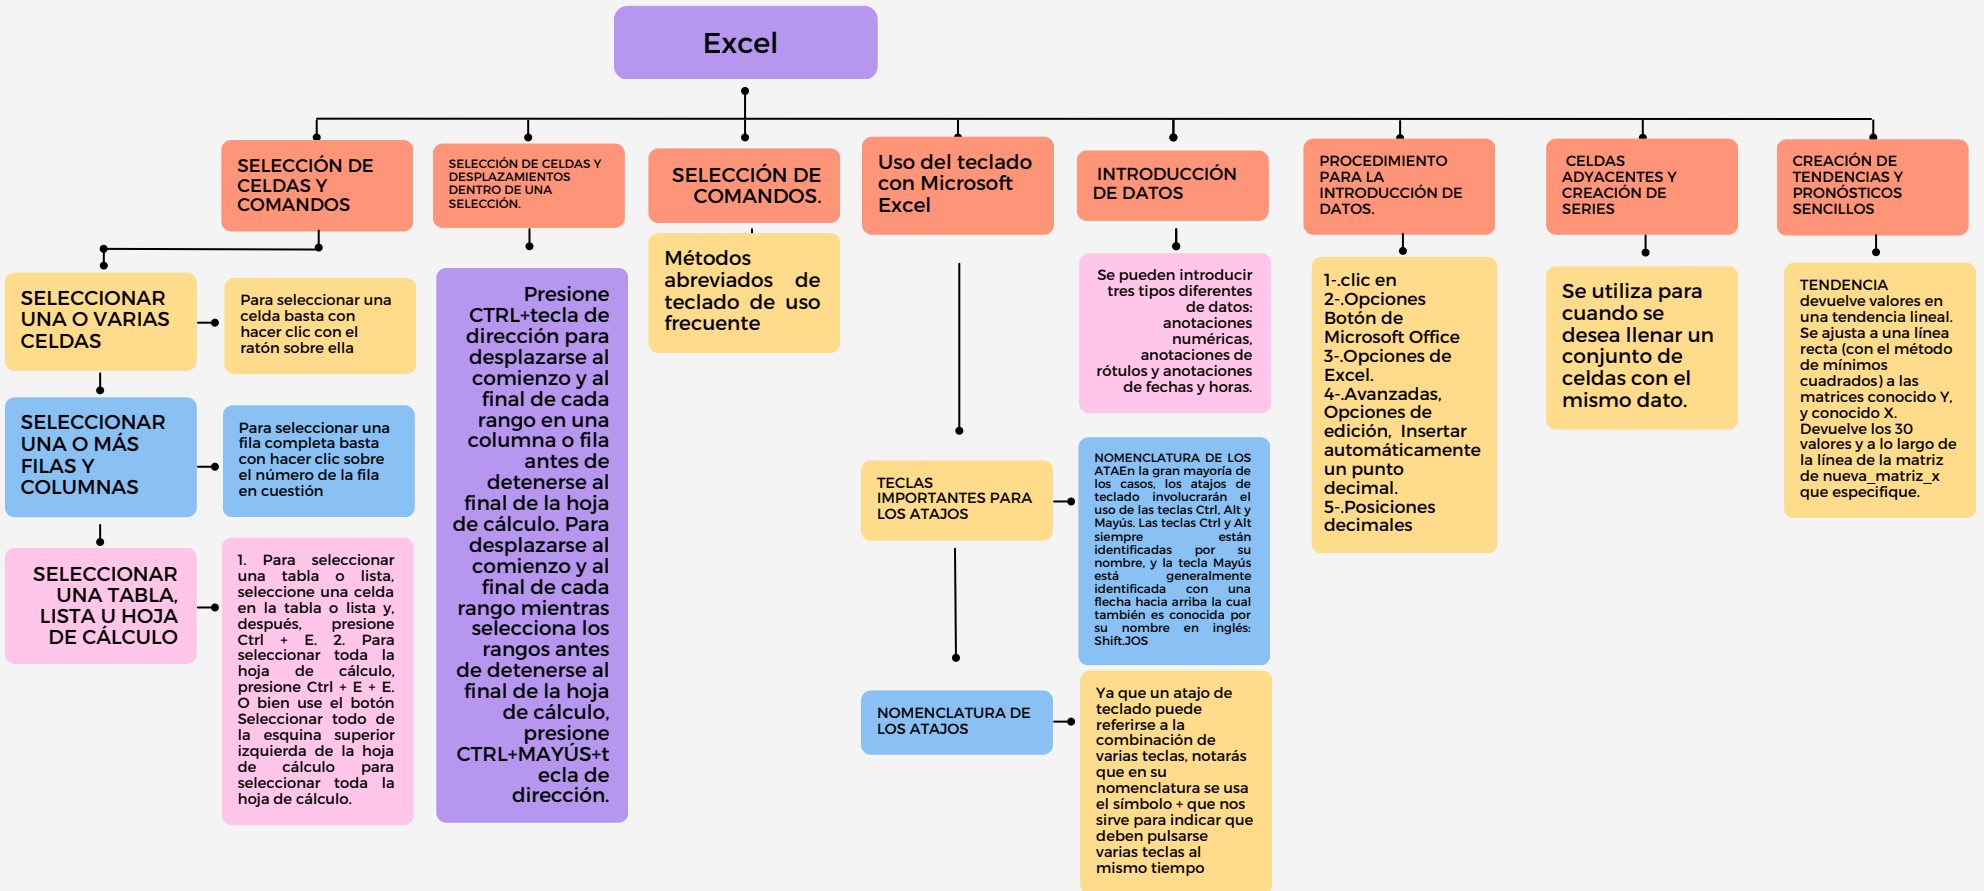 Excel
SELECCIÓN DE
CELDAS Y
COMANDOS
SELECCIONAR
UNA O VARIAS
CELDAS
Para seleccionar una
celda basta con
hacer clic con el
ratón sobre ella
SELECCIONAR
UNA O MÁS
FILAS Y
COLUMNAS
Para seleccionar una
fila completa basta
con hacer clic sobre
el número de la fila
en cuestión
SELECCIONAR
UNA TABLA,
LISTA U HOJA
DE CÁLCULO
1. Para seleccionar
una tabla o lista,
seleccione una celda
en la tabla o lista y,
después, presione
Ctrl + E. 2. Para
seleccionar toda la
hoja de cálculo,
presione Ctrl + E + E.
O bien use el botón
Seleccionar todo de
la esquina superior
izquierda de la hoja
de cálculo para
seleccionar toda la
hoja de cálculo.
SELECCIÓN DE CELDAS Y
DESPLAZAMIENTOS
DENTRO DE UNA
SELECCIÓN.
Presione
CTRL+tecla de
dirección para
desplazarse al
comienzo y al
final de cada
rango en una
columna o fila
antes de
detenerse al
final de la hoja
de cálculo. Para
desplazarse al
comienzo y al
final de cada
rango mientras
selecciona los
rangos antes
de detenerse al
final de la hoja
de cálculo,
presione
CTRL+MAYÚS+t
ecla de
dirección.
SELECCIÓN DE
COMANDOS.
Métodos
abreviados de
teclado de uso
frecuente
Uso del teclado
con Microsoft
Excel
TECLAS
IMPORTANTES PARA
LOS ATAJOS
NOMENCLATURA DE LOS
ATAEn la gran mayoría de
los casos, los atajos de
teclado involucrarán el
uso de las teclas Ctrl, Alt y
Mayús. Las teclas Ctrl y Alt
siempre están
identificadas por su
nombre, y la tecla Mayús
está generalmente
identificada con una
flecha hacia arriba la cual
también es conocida por
su nombre en inglés:
Shift.JOS
NOMENCLATURA DE
LOS ATAJOS
Ya que un atajo de
teclado puede
referirse a la
combinación de
varias teclas, notarás
que en su
nomenclatura se usa
el símbolo + que nos
sirve para indicar que
deben pulsarse
varias teclas al
mismo tiempo
INTRODUCCIÓN
DE DATOS
Se pueden introducir
tres tipos diferentes
de datos:
anotaciones
numéricas,
anotaciones de
rótulos y anotaciones
de fechas y horas.
PROCEDIMIENTO
PARA LA
INTRODUCCIÓN DE
DATOS.
1-.clic en
2-.Opciones
Botón de
Microsoft Office
3-.Opciones de
Excel.
4-.Avanzadas,
Opciones de
edición, Insertar
automáticamente
un punto
decimal.
5-.Posiciones
decimales
CELDAS
ADYACENTES Y
CREACIÓN DE
SERIES
Se utiliza para
cuando se
desea llenar un
conjunto de
celdas con el
mismo dato.
CREACIÓN DE
TENDENCIAS Y
PRONÓSTICOS
SENCILLOS
TENDENCIA
devuelve valores en
una tendencia lineal.
Se ajusta a una línea
recta (con el método
de mínimos
cuadrados) a las
matrices conocido Y,
y conocido X.
Devuelve los 30
valores y a lo largo de
la línea de la matriz
de nueva_matriz_x
que especifique.